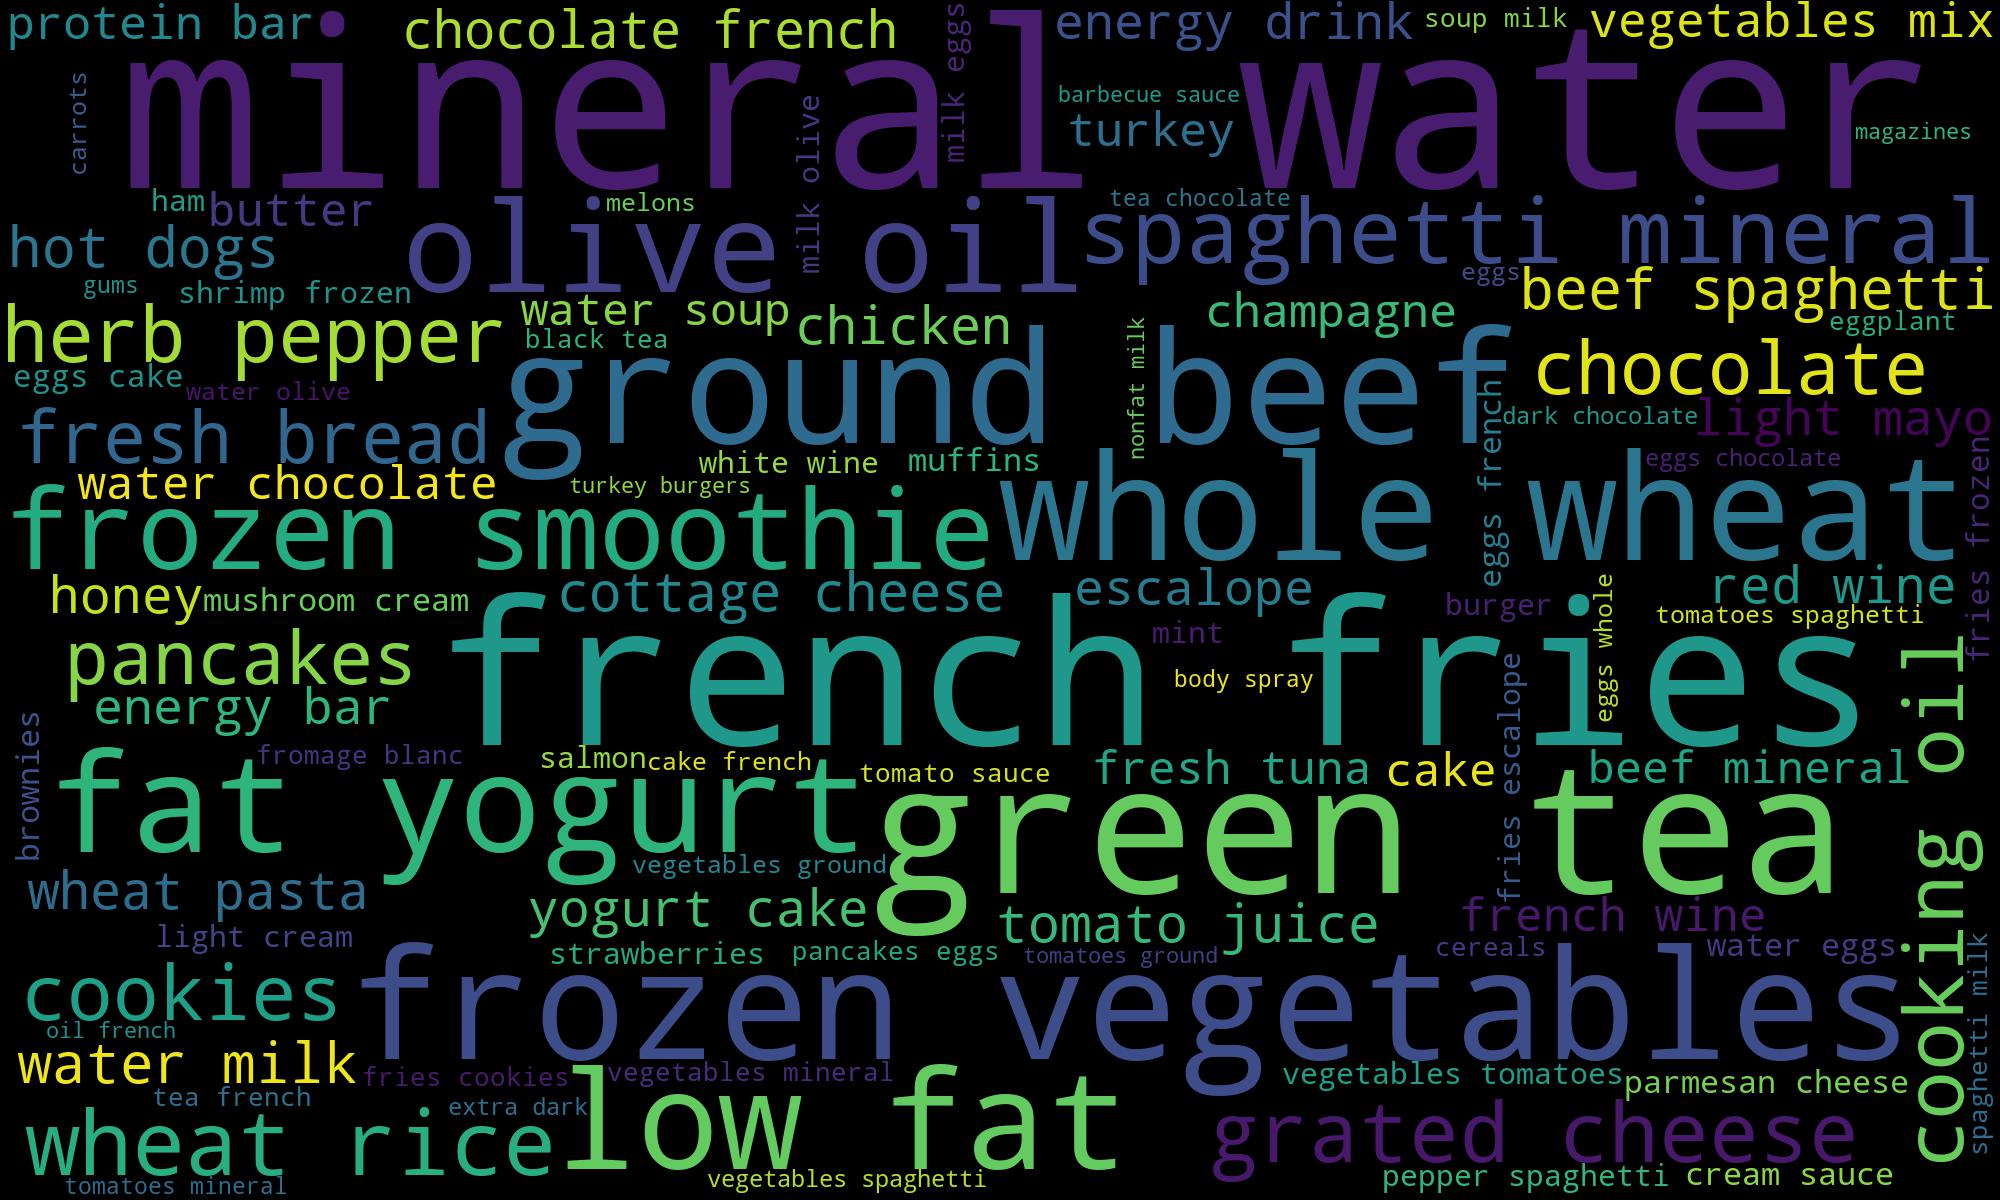 protein bar
chocolate french
milk eggs
energy drink
soup milk
vegetables mix
mineral water
carrots
milk olive
barbecue sauce
turkey
magazines
ham
butter
melons
tea chocolate
olive oil
spaghetti mineral
hot dogs
gums
shrimp frozen
eggs
beef spaghetti
herb pepper
water soup
chicken
champagne
eggplant
black tea
nonfat milk
ground beef
chocolate
eggs cake
water olive
eggs french
dark chocolate
light mayo
fresh bread
white wine
muffins
eggs chocolate
fries frozen
water chocolate
turkey burgers
whole wheat
frozen smoothie
honey
mushroom cream
cottage cheese
escalope
burger
eggs whole
red wine
tomatoes spaghetti
pancakes
french fries
mint
body spray
energy bar
fries escalope
cooking oil
brownies
fromage blanc
salmon
cake french
tomato sauce
fresh tuna
cake
beef mineral
fat yogurt
green tea
vegetables ground
wheat pasta
yogurt cake
tomato juice
french wine
light cream
strawberries
pancakes eggs
tomatoes ground
cereals
water eggs
spaghetti milk
cookies
frozen vegetables
oil french
water milk
fries cookies
vegetables mineral
vegetables tomatoes
parmesan cheese
tea french
extra dark
low fat
wheat rice
grated cheese
tomatoes mineral
vegetables spaghetti
pepper spaghetti
cream sauce